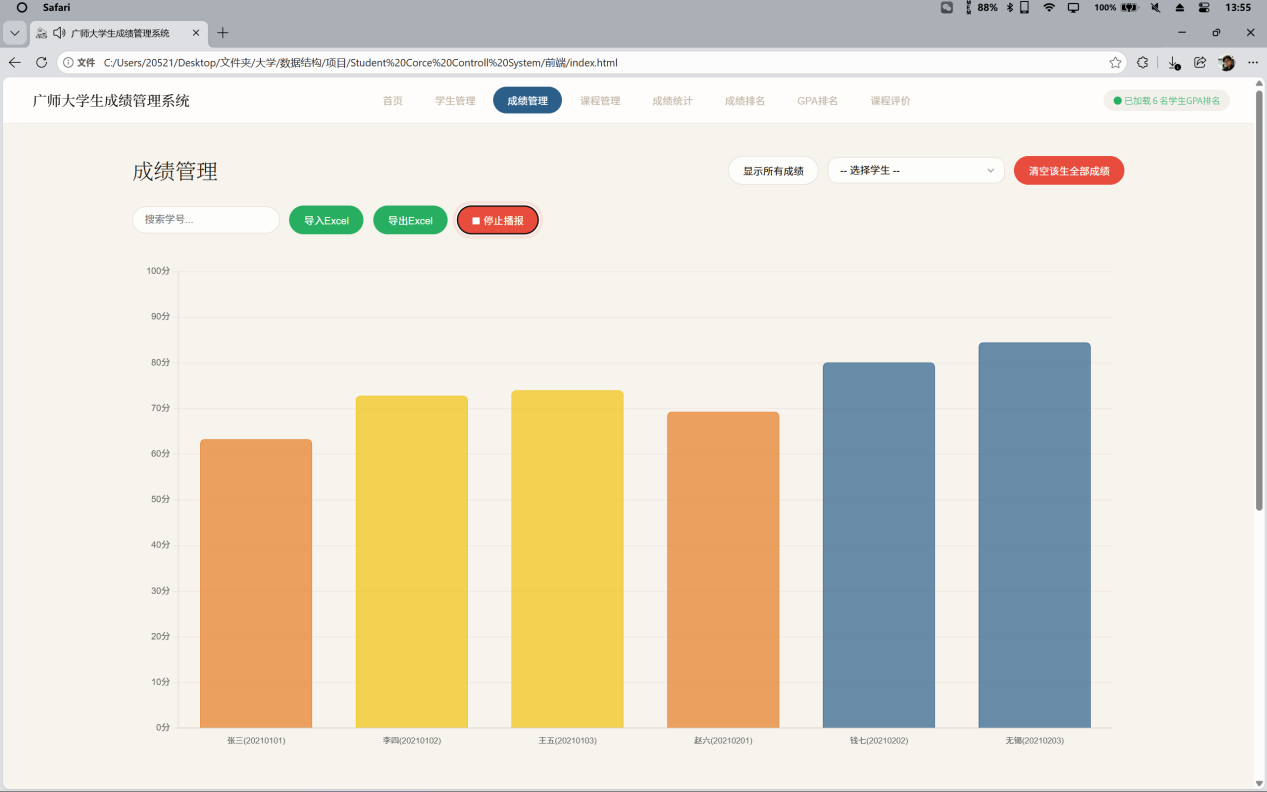 Safari
MEM 88% 100% 13:55
广师大学生成绩管理系统
文件 C:/Users/20521/Desktop/文件夹/大学/数据结构/项目/Student%20Corce%20Controll%20System/前端/index.html
广师大学生成绩管理系统 首页 学生管理 成绩管理 课程管理 成绩统计 成绩排名 GPA排名 课程评价 已加载 6 名学生GPA排名
成绩管理 显示所有成绩 -- 选择学生 -- 清空该生全部成绩
搜索学号... 导入Excel 导出Excel 停止播报
100分
90分
80分
70分
60分
50分
40分
30分
20分
10分
0分
张三(20210101) 李四(20210102) 王五(20210103) 赵六(20210201) 钱七(20210202) 无锡(20210203)